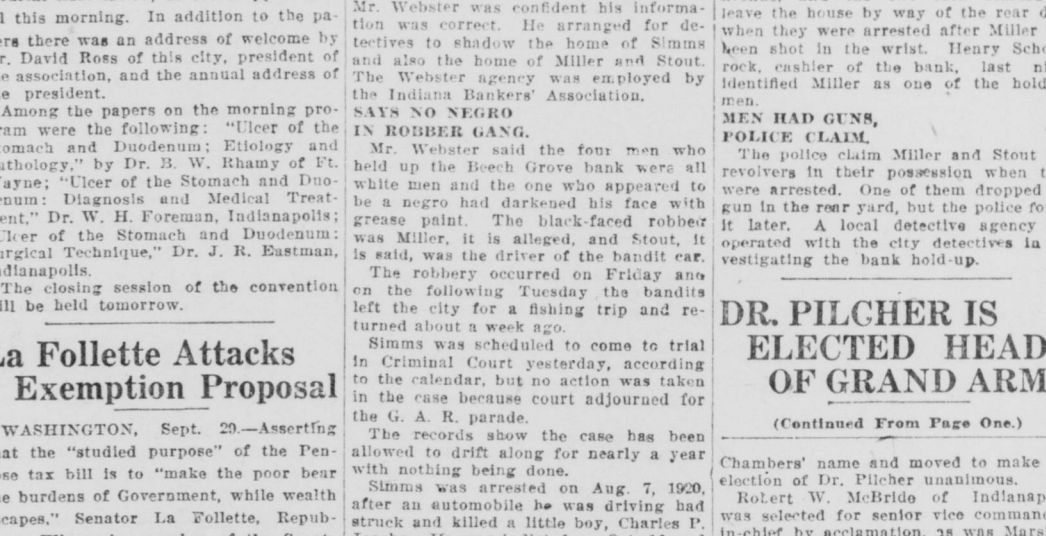 l this morning. In addition to the pa-
ers there was an address of welcome by
r. David Ross of this city, president of
e association, and the annual address of
e president.
Among the papers on the morning pro-
ram were the following: "Ulcer of the
omach and Duodenum; Etiology and
athology," by Dr. B. W. Rhamy of Ft.
ayne; "Ulcer of the Stomach and Duo-
enum: Diagnosis and Medical Treat-
ent," Dr. W. H. Foreman, Indianapolis;
lcer of the Stomach and Duodenum:
urgical Technique," Dr. J. R. Eastman,
ndianapolis.
The closing session of the convention
ill be held tomorrow.
La Follette Attacks
Exemption Proposal
WASHINGTON, Sept. 29.—Asserting
at the "studied purpose" of the Pen-
ose tax bill is to "make the poor bear
e burdens of Government, while wealth
capes," Senator La Follette, Repub-
Mr. Webster was confident his informa-
tion was correct. He arranged for de-
tectives to shadow the home of Simms
and also the home of Miller and Stout.
The Webster agency was employed by
the Indiana Bankers' Association.
SAYS NO NEGRO
IN ROBBER GANG.
Mr. Webster said the four men who
held up the Beech Grove bank were all
white men and the one who appeared to
be a negro had darkened his face with
grease paint. The black-faced robber
was Miller, it is alleged, and Stout, it
is said, was the driver of the bandit car.
The robbery occurred on Friday and
on the following Tuesday the bandits
left the city for a fishing trip and re-
turned about a week ago.
Simms was scheduled to come to trial
in Criminal Court yesterday, according
to the calendar, but no action was taken
in the case because court adjourned for
the G. A. R. parade.
The records show the case has been
allowed to drift along for nearly a year
with nothing being done.
Simms was arrested on Aug. 7, 1920,
after an automobile he was driving had
struck and killed a little boy, Charles P.
leave the house by way of the rear d
when they were arrested after Miller
been shot in the wrist. Henry Sch
rock, cashier of the bank, last ni
identified Miller as one of the hold
men.
MEN HAD GUNS,
POLICE CLAIM.
The police claim Miller and Stout
revolvers in their possession when t
were arrested. One of them dropped
gun in the rear yard, but the police fo
it later. A local detective agency
operated with the city detectives in
vestigating the bank hold-up.
DR. PILCHER IS
ELECTED HEAD
OF GRAND ARM
(Continued From Page One.)
Chambers' name and moved to make
election of Dr. Pilcher unanimous.
Robert W. McBride of Indianap
was selected for senior vice comman
in-chief by acclamation, as was Mars